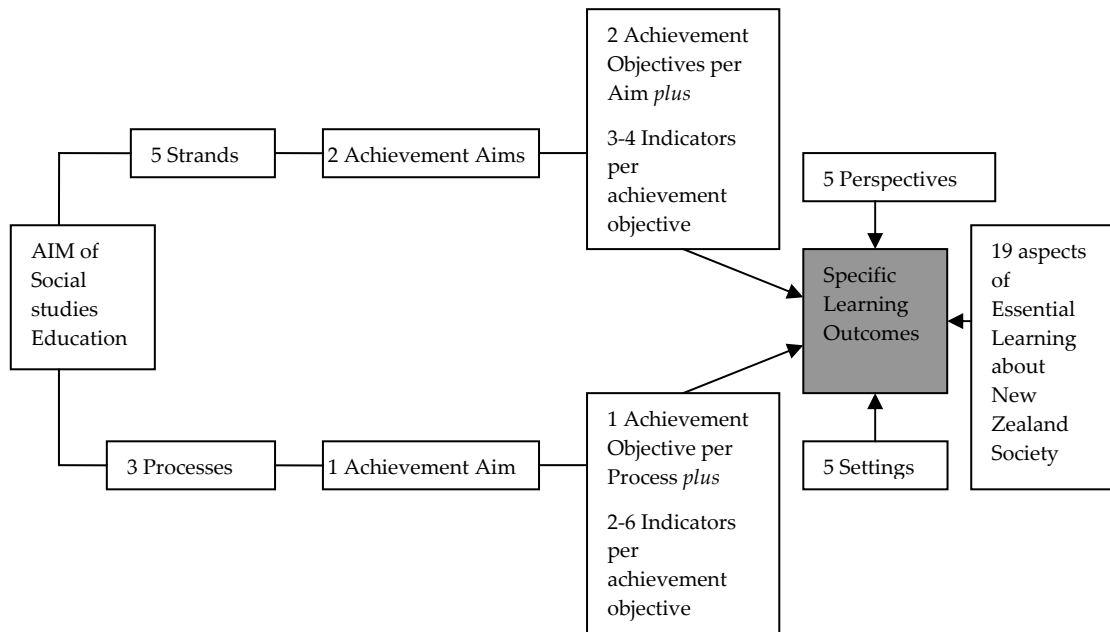 2 Achievement
Objectives per
Aim plus
3-4 Indicators
per
achievement
objective
5 Strands
2 Achievement Aims
5 Perspectives
AIM of
Social
studies
Education
Specific
Learning
Outcomes
19 aspects
of
Essential
Learning
about
New
Zealand
Society
3 Processes
1 Achievement Aim
1 Achievement
Objective per
Process plus
2-6 Indicators
per
achievement
objective
5 Settings